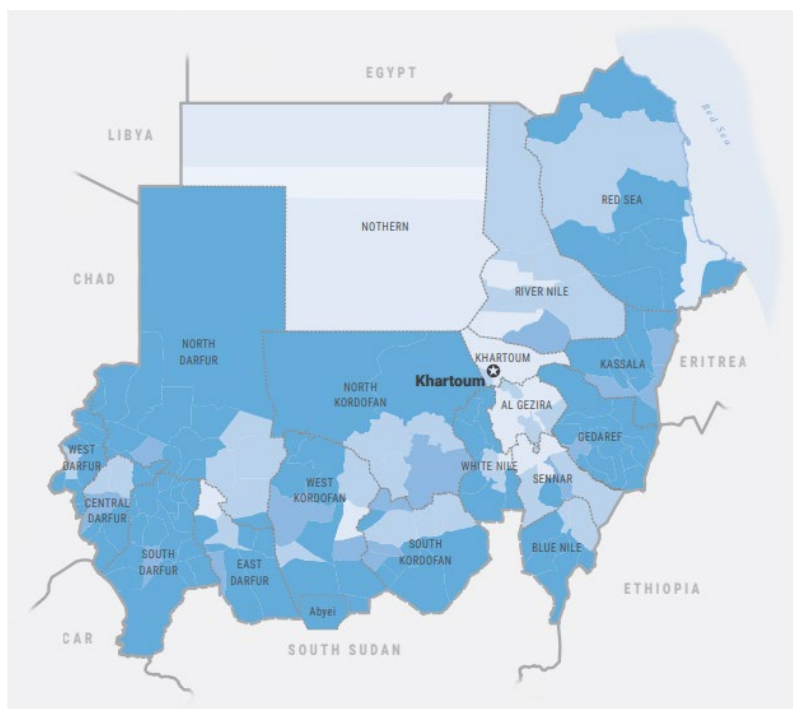 EGYPT
LIBYA
Red Sea
RED SEA
NOTHERN
CHAD
RIVER NILE
NORTH
DARFUR
KHARTOUM
KASSALA
ERITREA
Khartoum
NORTH
KORDOFAN
AL GEZIRA
GEDAREF
WEST
DARFUR
WHITE NILE
WEST
KORDOFAN
SENNAR
CENTRAL
DARFUR
SOUTH
DARFUR
EAST
DARFUR
SOUTH
KORDOFAN
BLUE NILE
ETHIOPIA
Abyei
CAR
SOUTH SUDAN